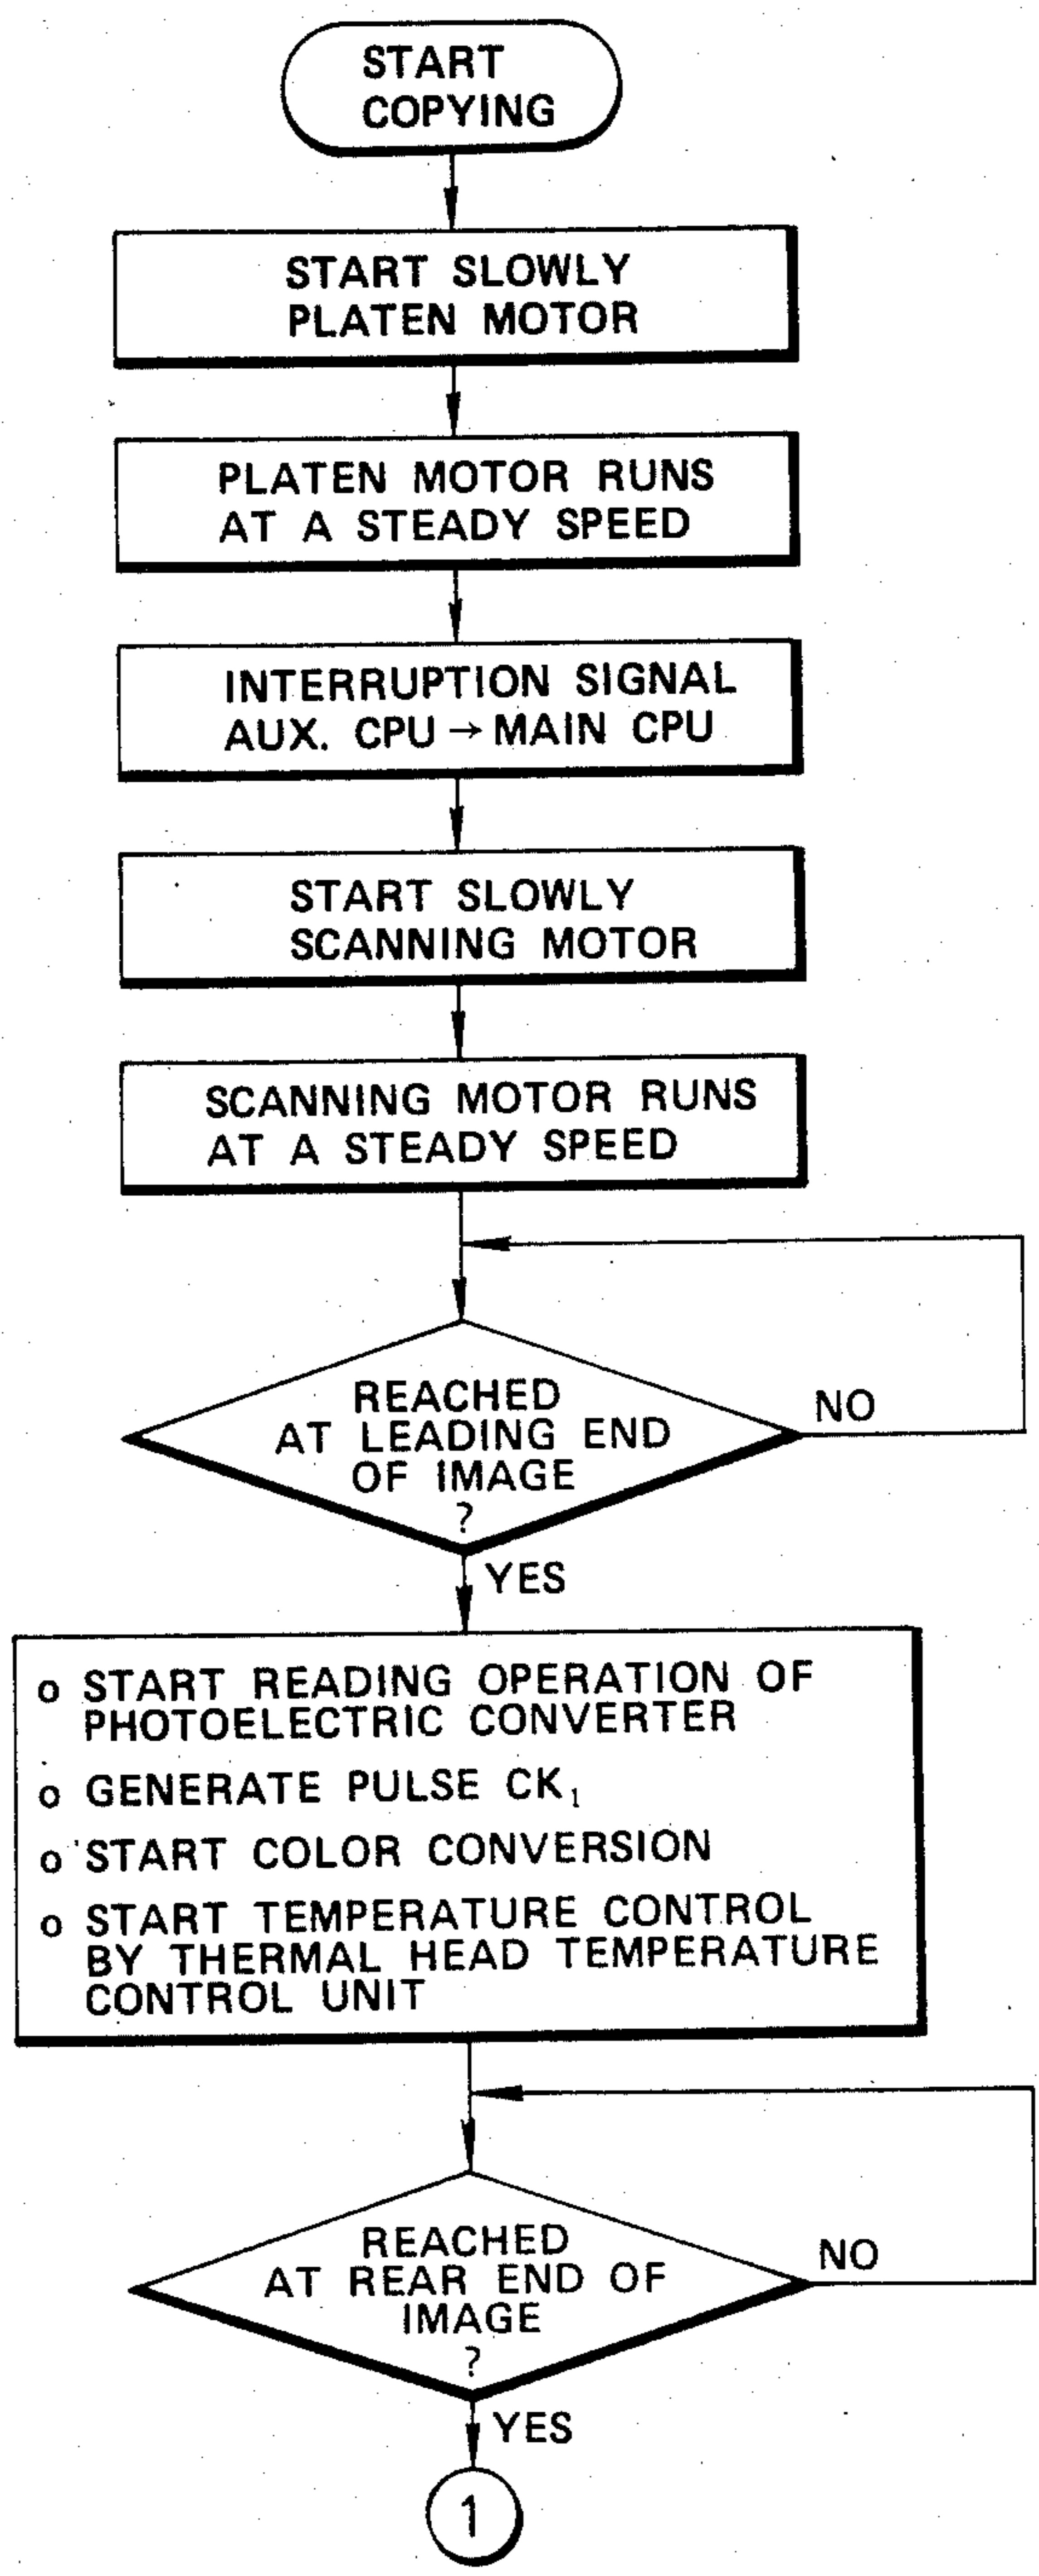 START
COPYING
START SLOWLY
PLATEN MOTOR
PLATEN MOTOR RUNS
AT A STEADY SPEED
INTERRUPTION SIGNAL
AUX. CPU → MAIN CPU
START SLOWLY
SCANNING MOTOR
SCANNING MOTOR RUNS
AT A STEADY SPEED
REACHED
AT LEADING END
OF IMAGE
?
NO
YES
o START READING OPERATION OF
PHOTOELECTRIC CONVERTER
o GENERATE PULSE CK₁
o START COLOR CONVERSION
o START TEMPERATURE CONTROL
BY THERMAL HEAD TEMPERATURE
CONTROL UNIT
REACHED
AT REAR END OF
IMAGE
?
NO
YES
1